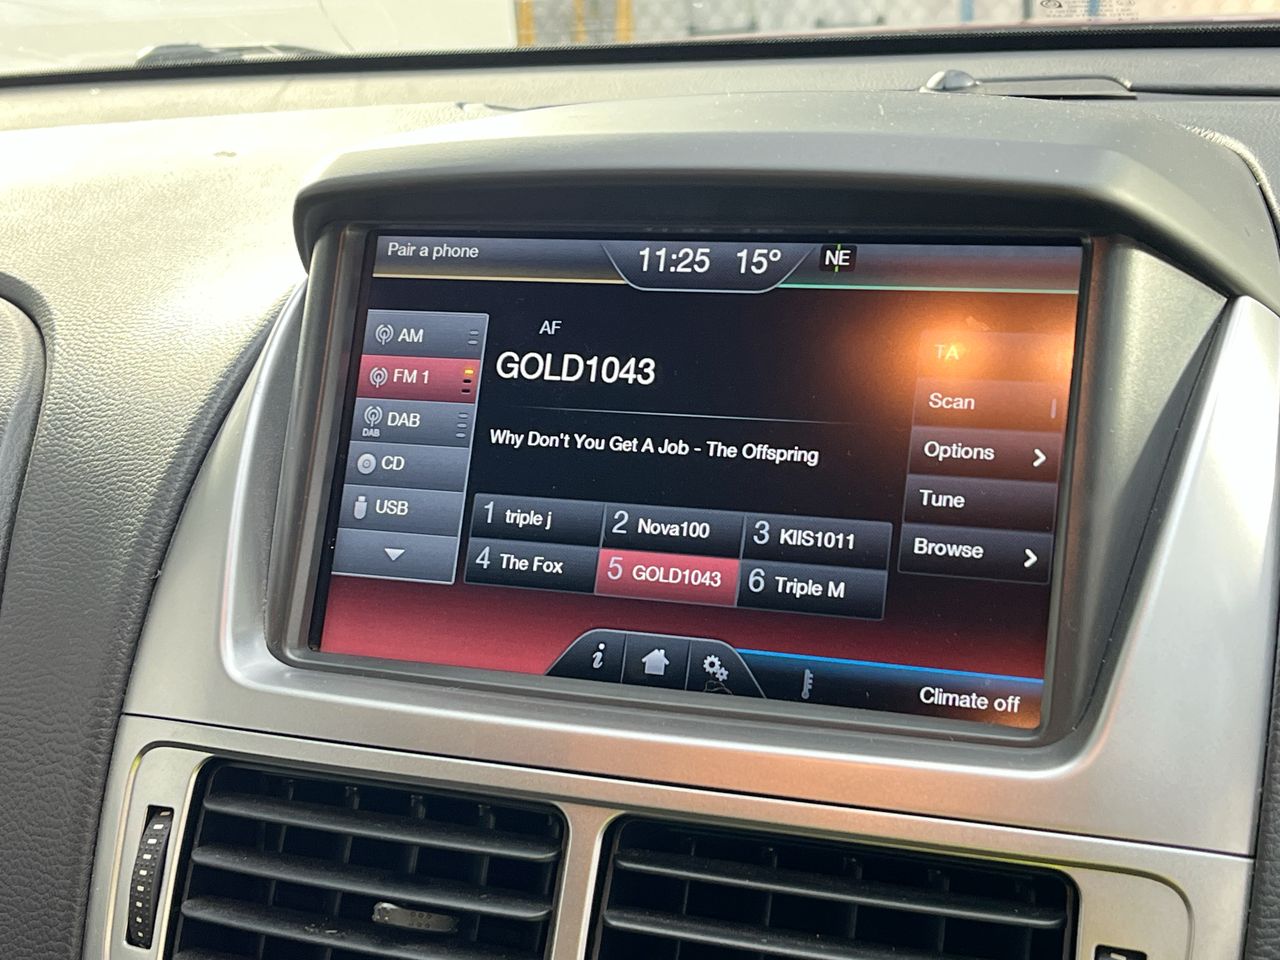 Pair a phone
11:25 15° NE
AM
FM 1
DAB
DAB
CD
USB
AF
GOLD1043
Why Don't You Get A Job - The Offspring
1 triple j
2 Nova100
3 KIIS1011
4 The Fox
5 GOLD1043
6 Triple M
TA
Scan
Options
Tune
Browse
i
Climate off